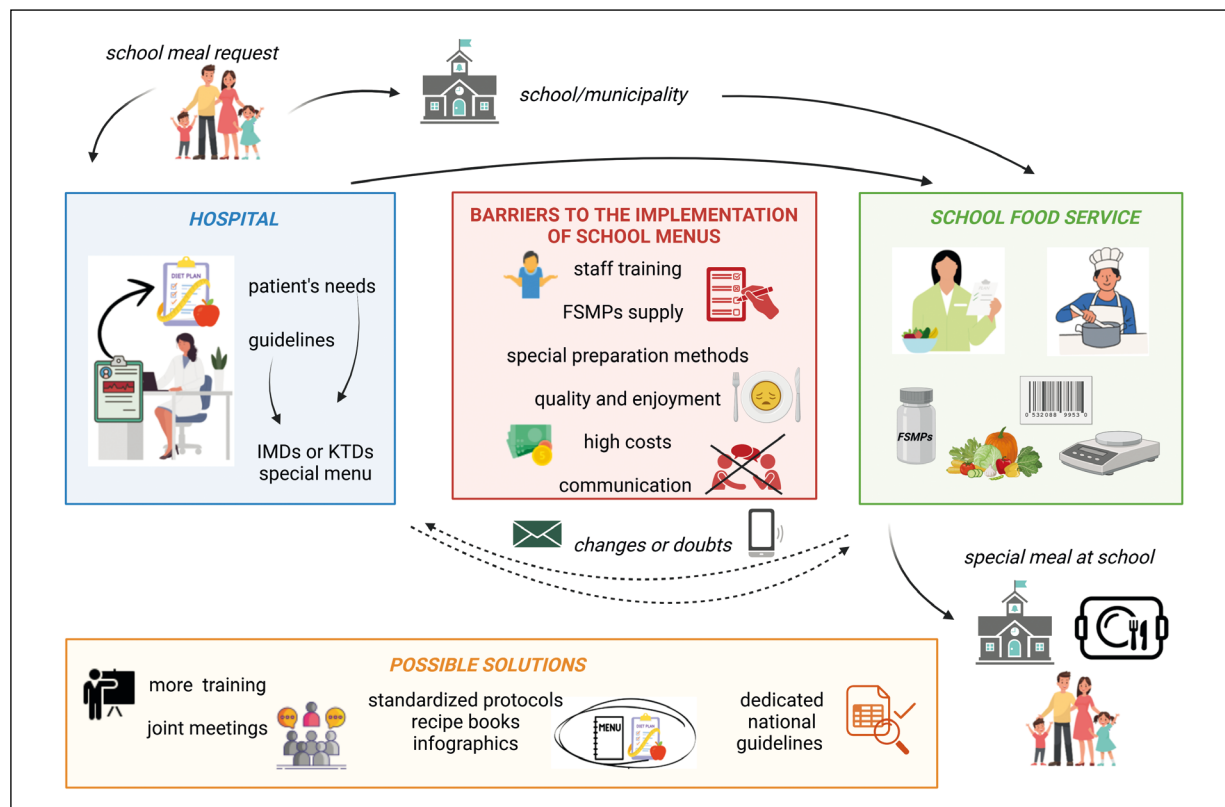 school meal request
school/municipality
HOSPITAL
DIET PLAN
patient's needs
guidelines
IMDs or KTDs
special menu
BARRIERS TO THE IMPLEMENTATION
OF SCHOOL MENUS
staff training
FSMPs supply
special preparation methods
quality and enjoyment
high costs
communication
SCHOOL FOOD SERVICE
FSMPs
0 532088 9953 0
changes or doubts
special meal at school
POSSIBLE SOLUTIONS
more training
joint meetings
standardized protocols
recipe books
infographics
MENU
DIET PLAN
dedicated
national
guidelines